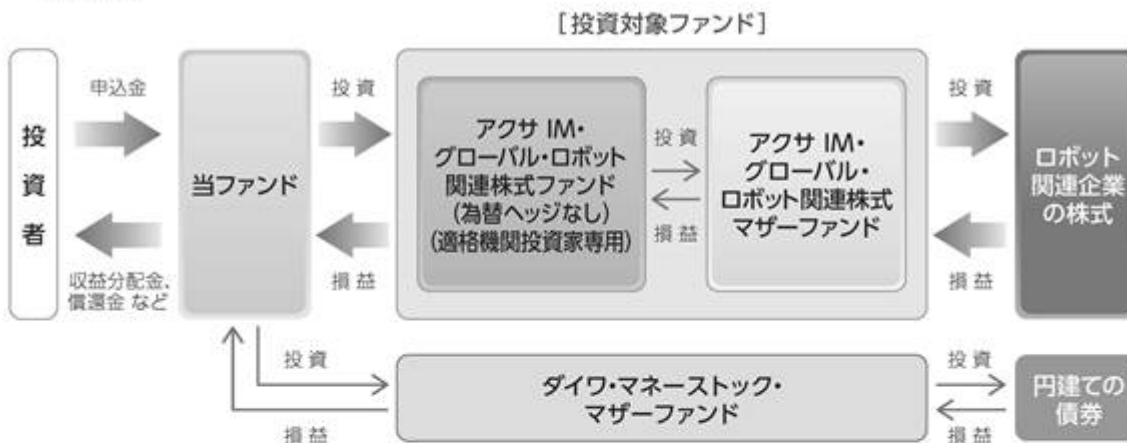 [投資対象ファンド]
投資者
申込金
収益分配金、
償還金 など
当ファンド
投資
損益
アクサ IM・
グローバル・ロボット
関連株式ファンド
(為替ヘッジなし)
(適格機関投資家専用)
投資
損益
アクサ IM・
グローバル・
ロボット関連株式
マザーファンド
投資
損益
ロボット
関連企業
の株式
投資
損益
ダイワ・マネーストック・
マザーファンド
投資
損益
円建ての
債券